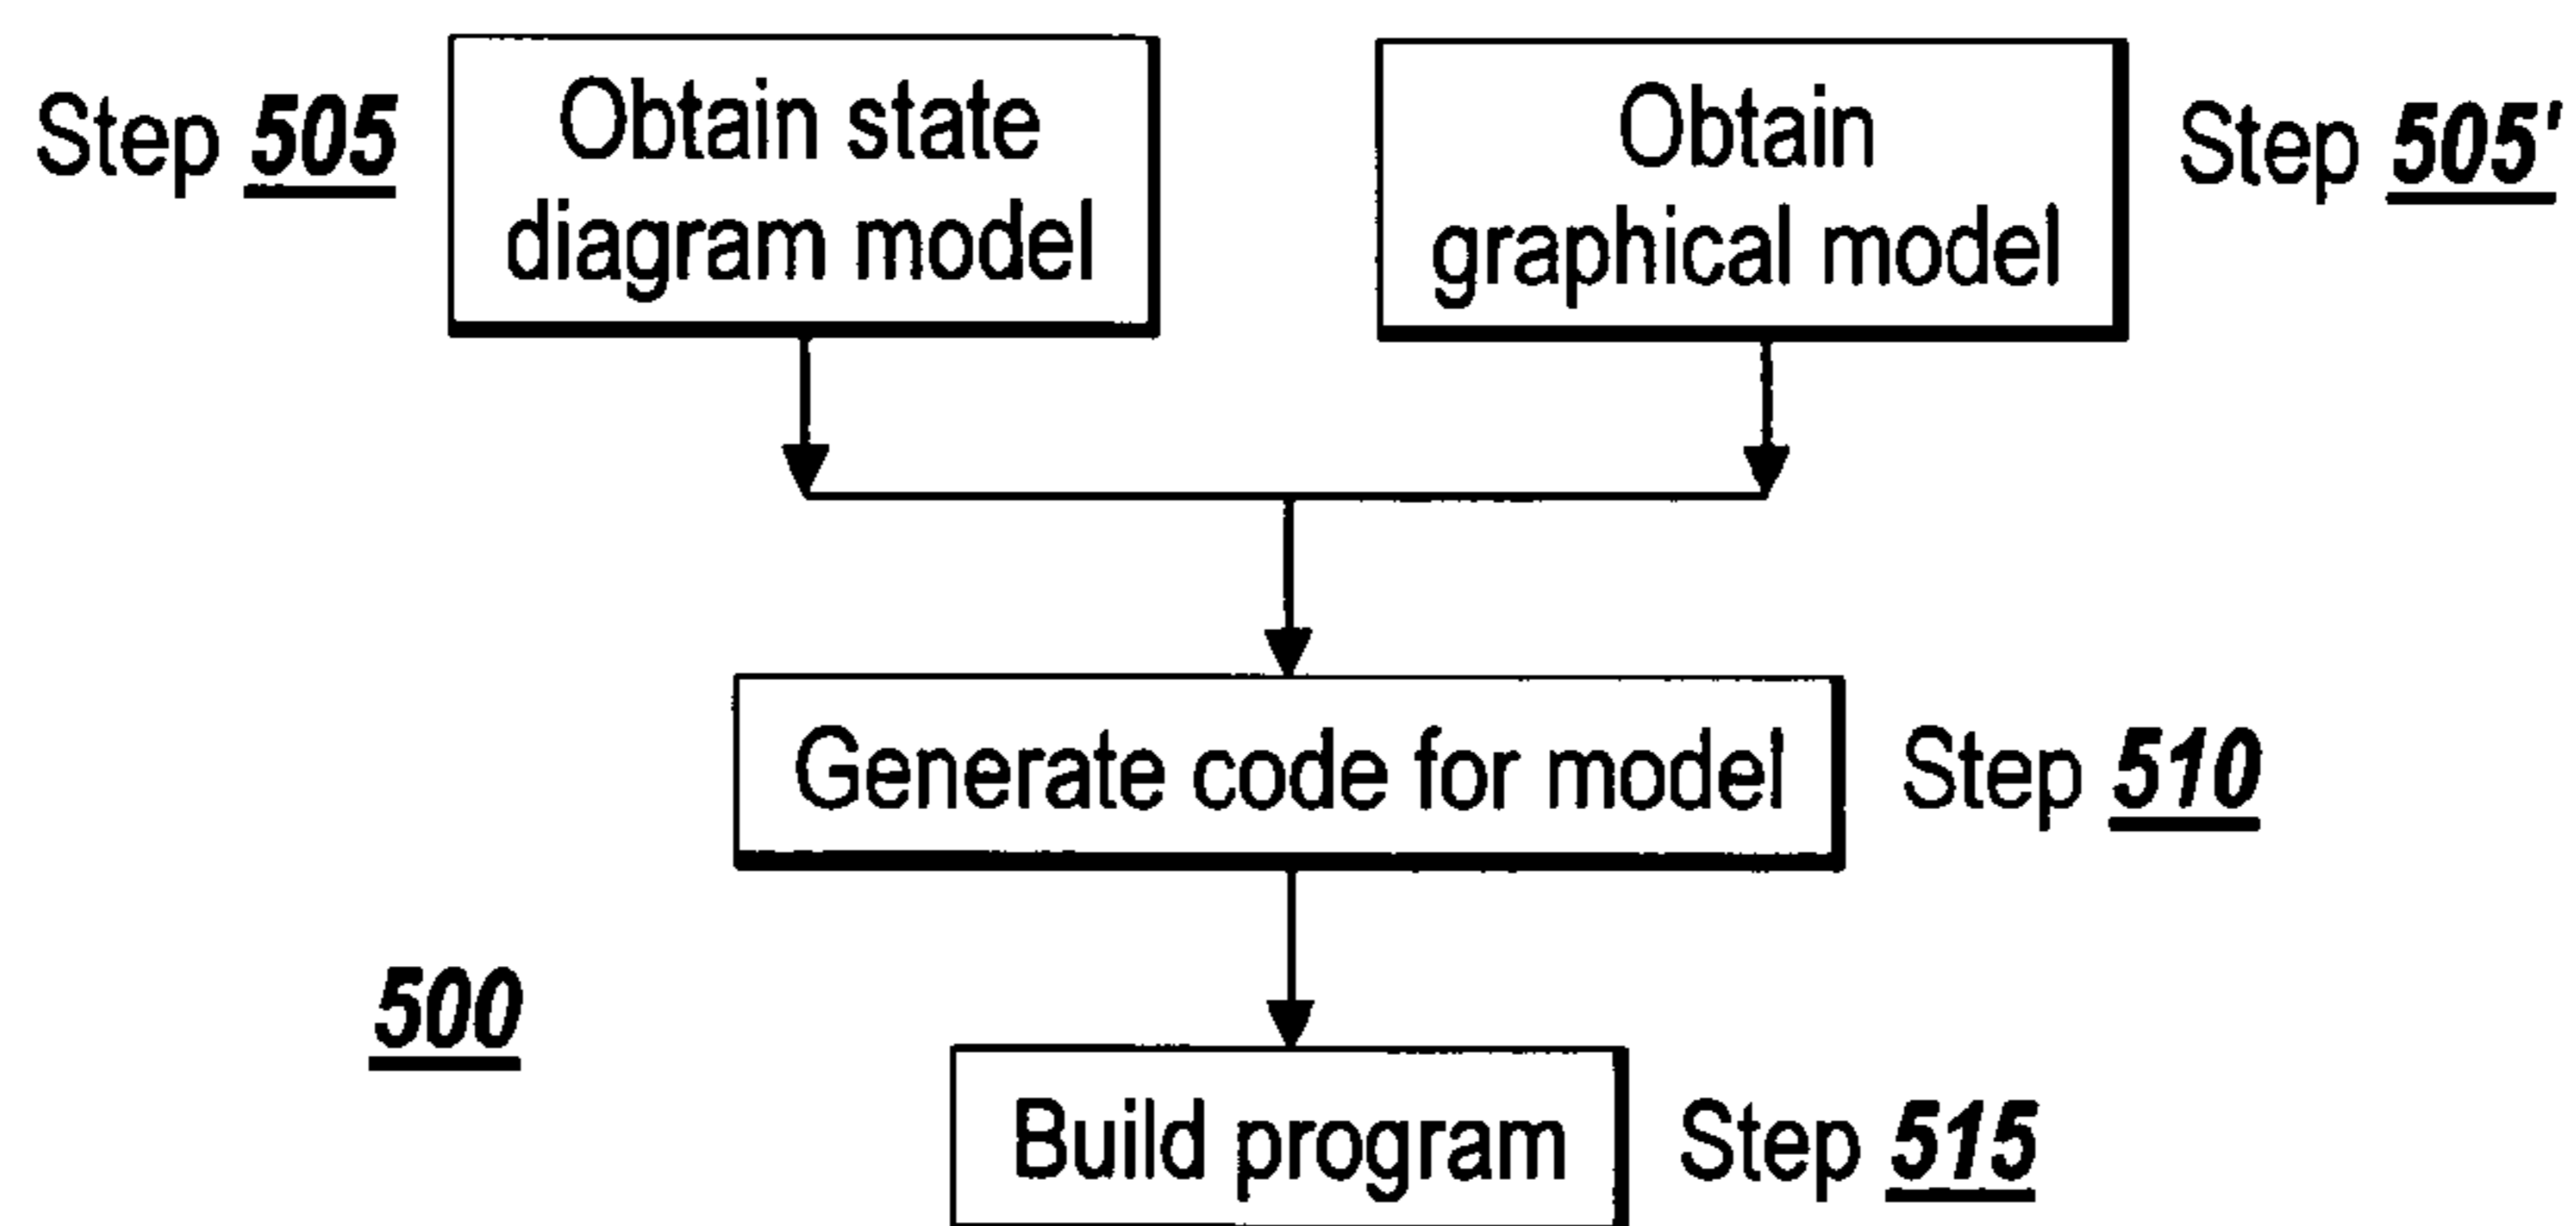 Step 505
Obtain state
diagram model
Obtain
graphical model
Step 505'
Generate code for model
Step 510
500
Build program
Step 515